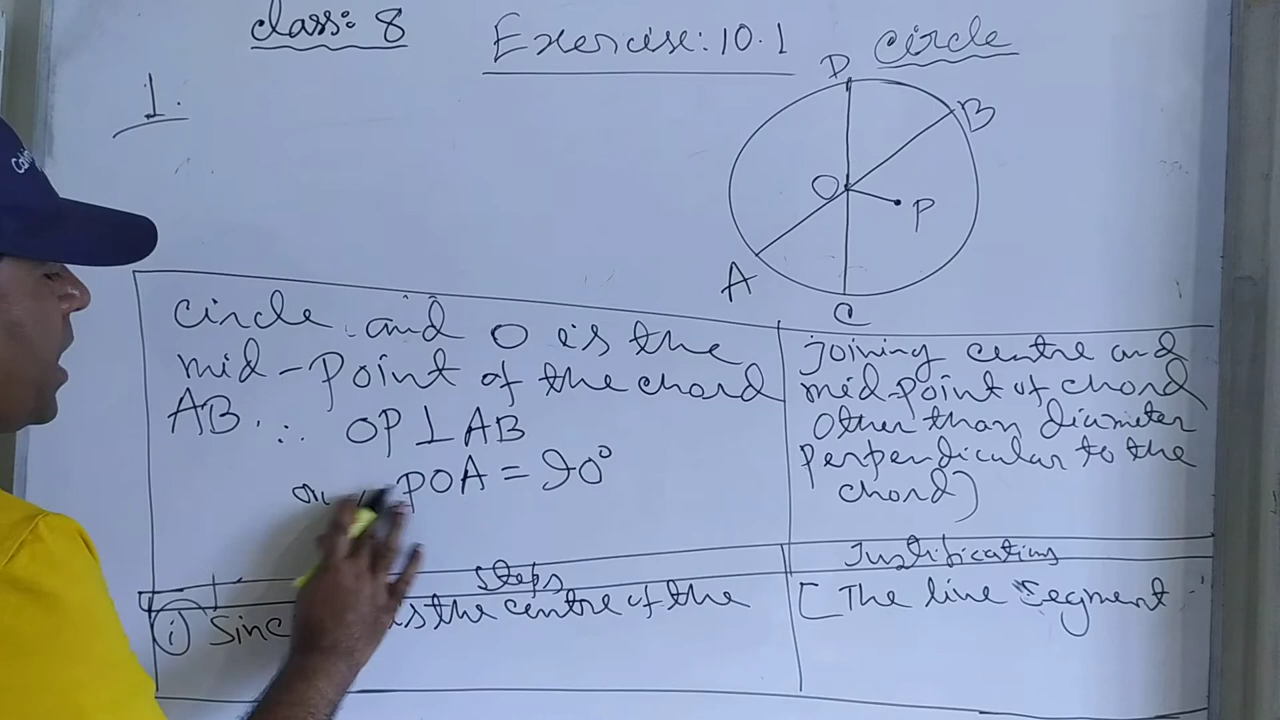 class: 8
Exercise: 10.1
circle
1.
D
B
O
P
A
C
circle and O is the
mid-Point of the chord
AB. ∴ OP ⊥ AB
POA = 90°
joining centre and
mid-point of chord
other than diameter
perpendicular to the
chord)
Steps
Justification
(i) Sinc is the centre of the
[The line segment